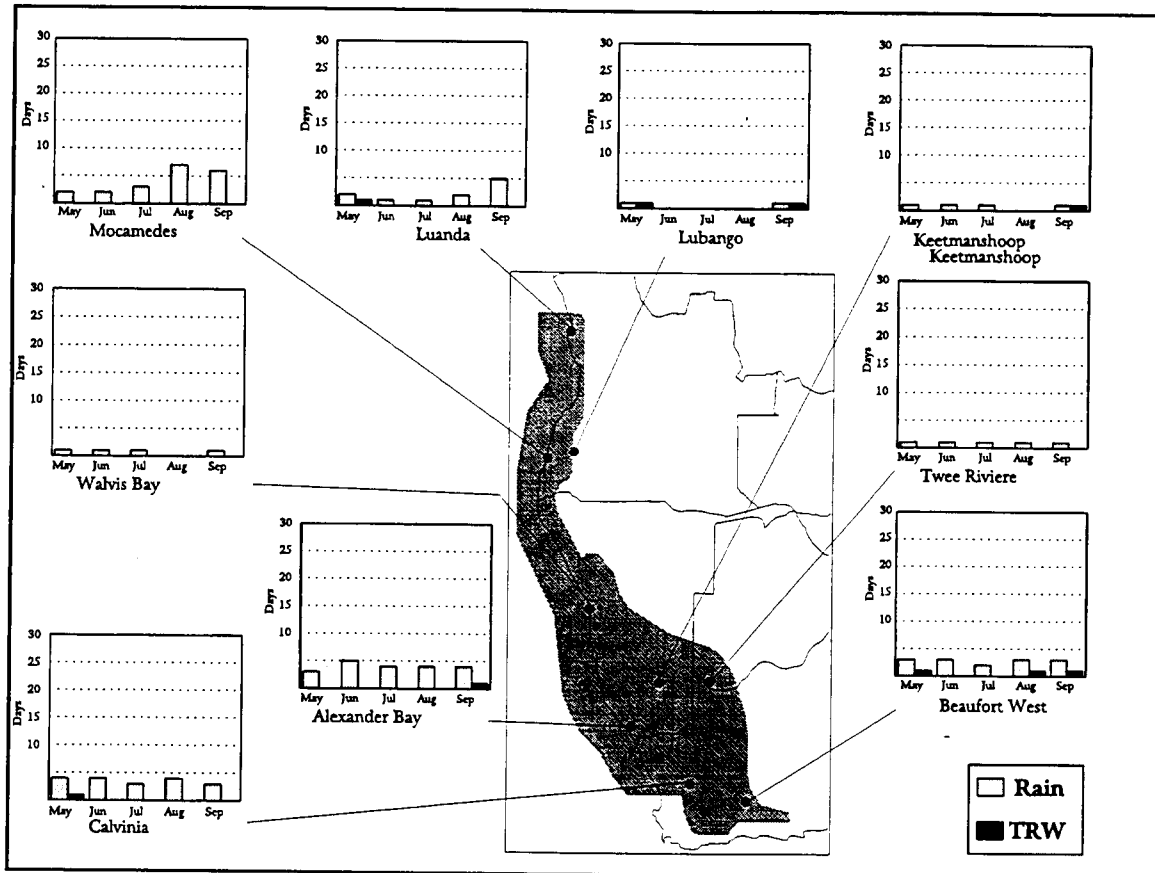 30
25
20
15
10
Days
May Jun Jul Aug Sep
Mocamedes
30
25
20
15
10
Days
May Jun Jul Aug Sep
Luanda
30
25
20
15
10
Days
May Jun Jul Aug Sep
Lubango
30
25
20
15
10
Days
May Jun Jul Aug Sep
Keetmanshoop
Keetmanshoop
30
25
20
15
10
Days
May Jun Jul Aug Sep
Walvis Bay
30
25
20
15
10
Days
May Jun Jul Aug Sep
Twee Riviere
30
25
20
15
10
Days
May Jun Jul Aug Sep
Alexander Bay
30
25
20
15
10
Days
May Jun Jul Aug Sep
Beaufort West
30
25
20
15
10
Days
May Jun Jul Aug Sep
Calvinia
Rain
TRW